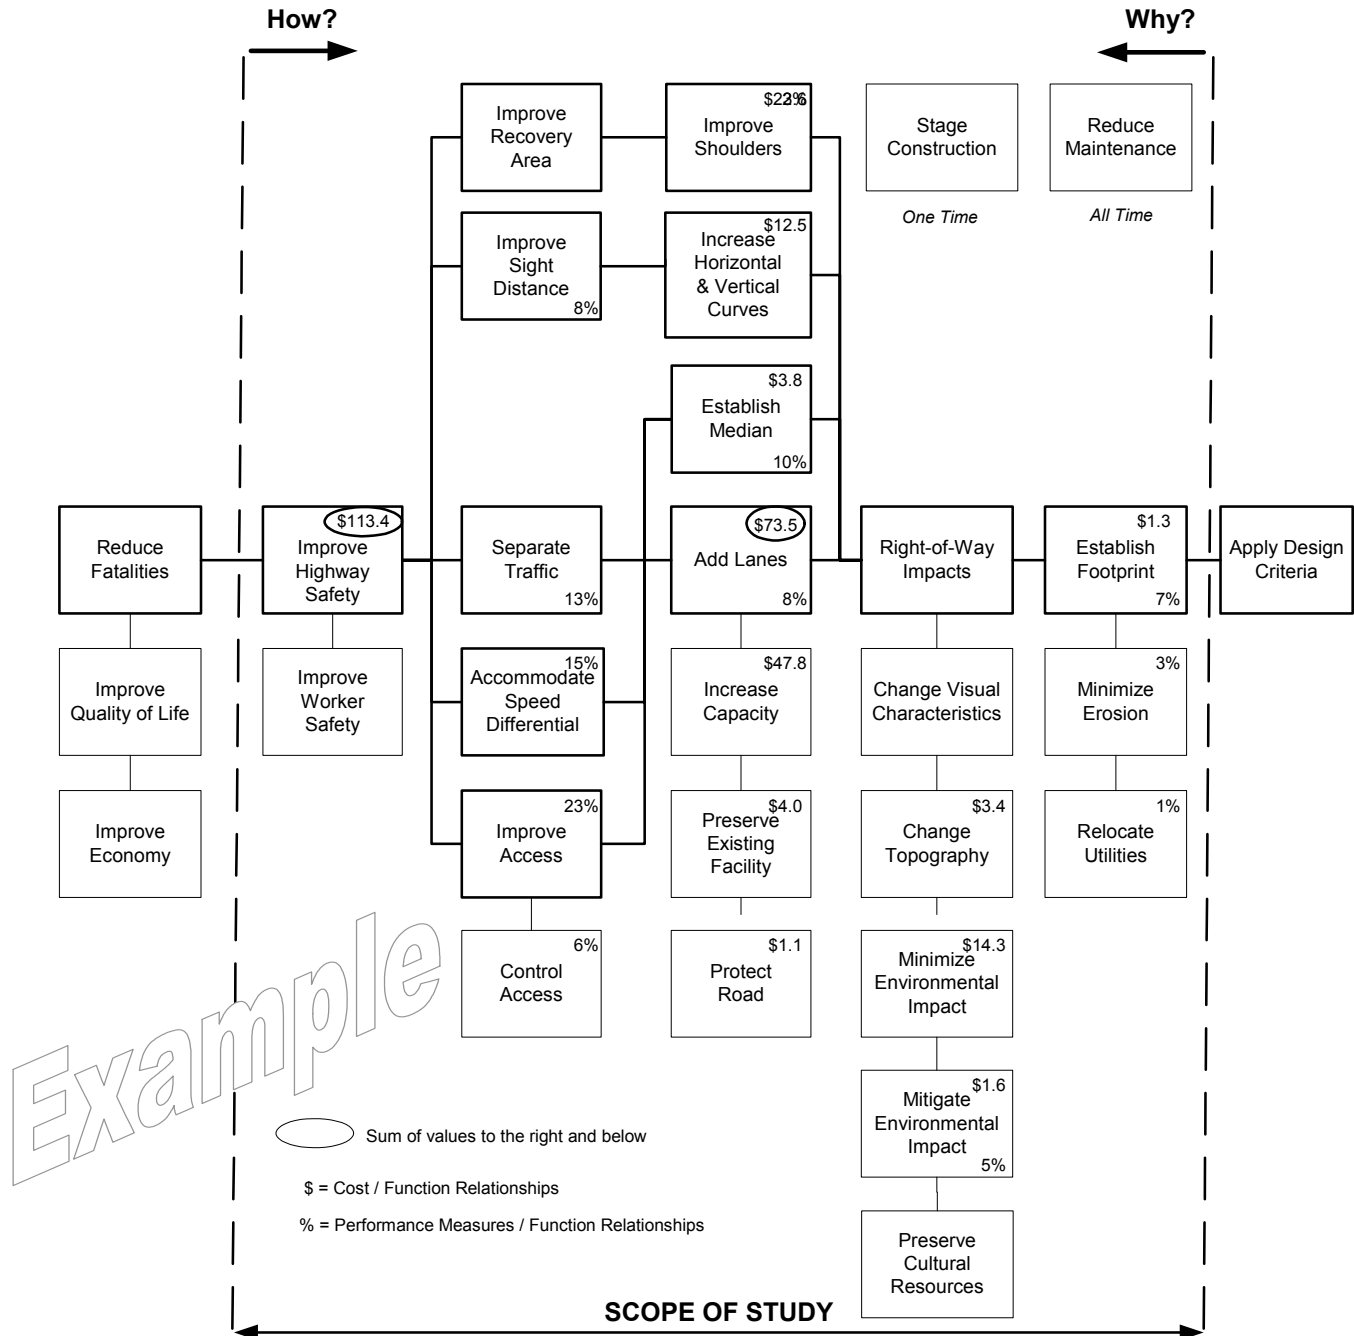 How?
Why?
Improve
Recovery
Area
Improve
Shoulders
Stage
Construction
One Time
Reduce
Maintenance
All Time
Improve
Sight
Distance
8%
$12.5
Increase
Horizontal
& Vertical
Curves
$3.8
Establish
Median
10%
Reduce
Fatalities
$113.4
Improve
Highway
Safety
Separate
Traffic
13%
$73.5
Add Lanes
8%
Right-of-Way
Impacts
$1.3
Establish
Footprint
7%
Apply Design
Criteria
Improve
Quality of Life
Improve
Worker
Safety
15%
Accommodate
Speed
Differential
$47.8
Increase
Capacity
Change Visual
Characteristics
3%
Minimize
Erosion
Improve
Economy
23%
Improve
Access
$4.0
Preserve
Existing
Facility
$3.4
Change
Topography
1%
Relocate
Utilities
6%
Control
Access
$1.1
Protect
Road
$14.3
Minimize
Environmental
Impact
$1.6
Mitigate
Environmental
Impact
5%
Preserve
Cultural
Resources
Example
Sum of values to the right and below
$ = Cost / Function Relationships
% = Performance Measures / Function Relationships
SCOPE OF STUDY